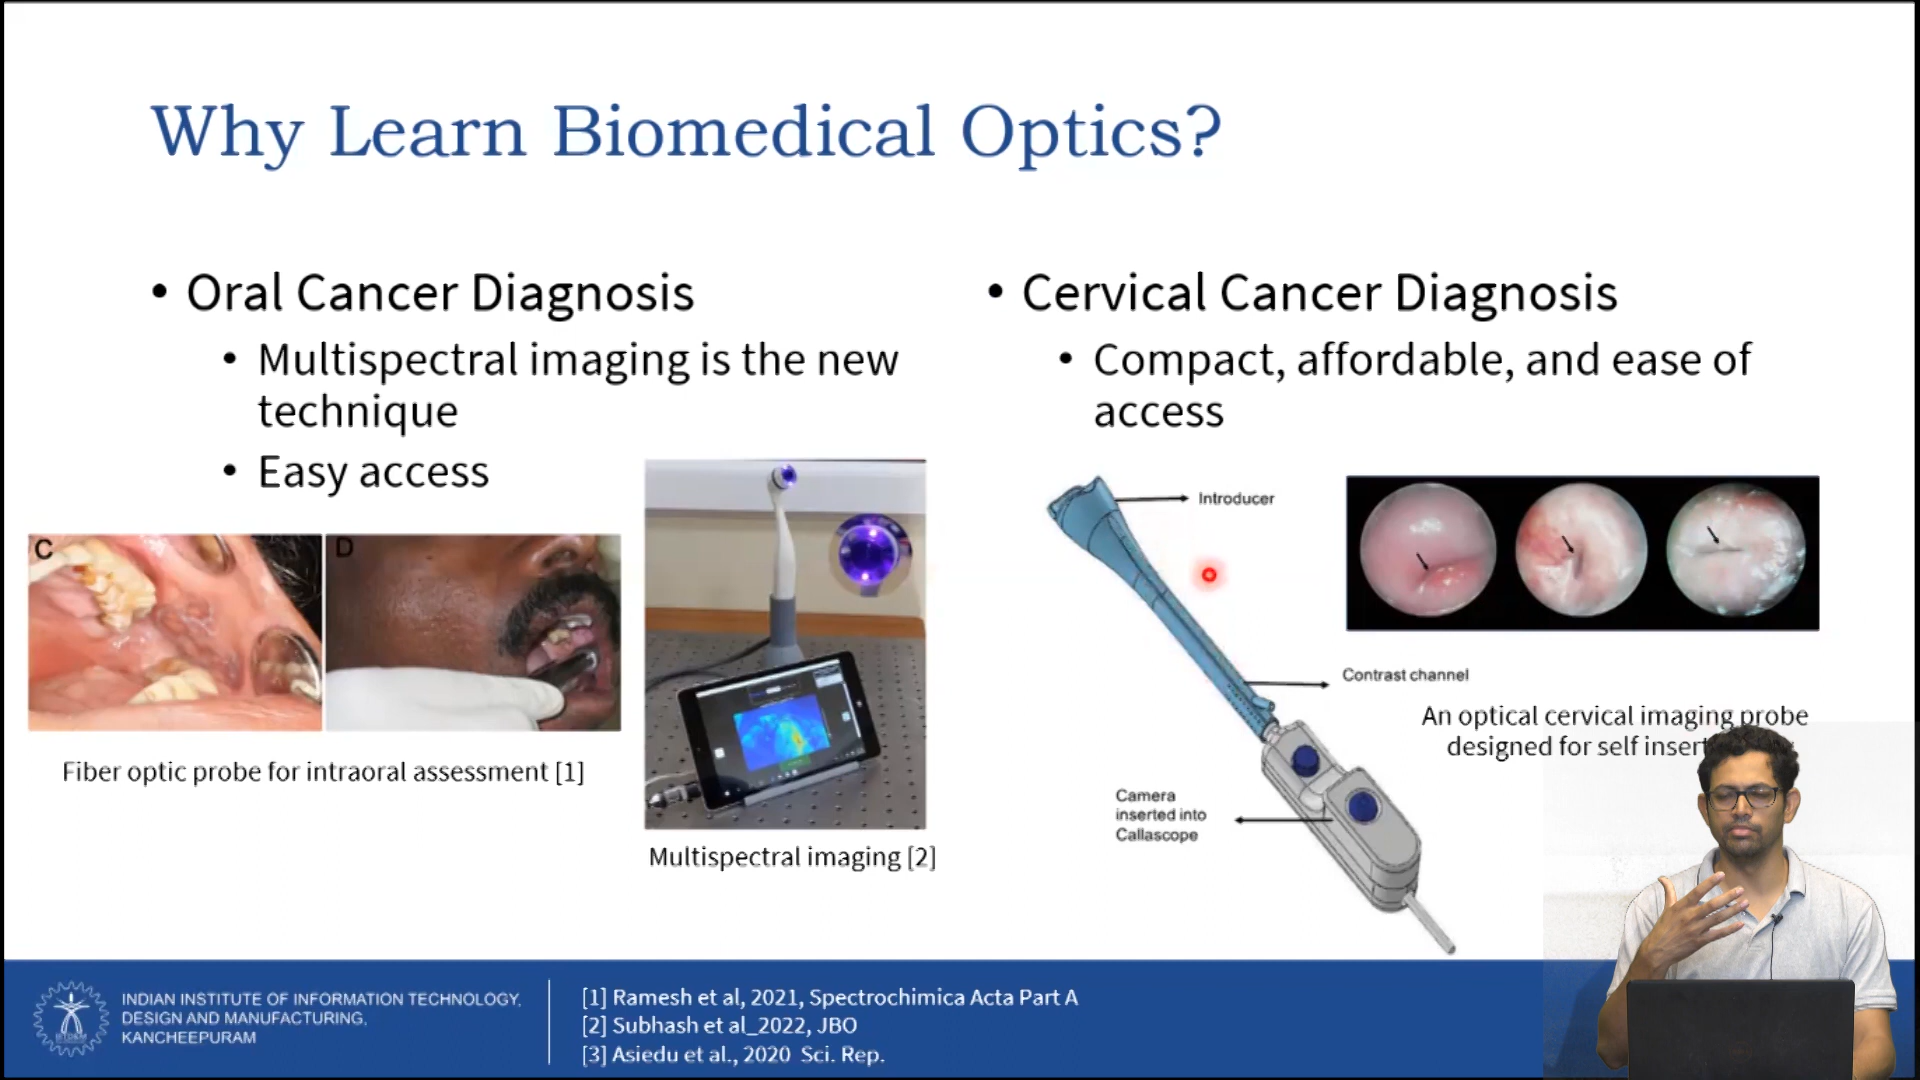 Why Learn Biomedical Optics?
• Oral Cancer Diagnosis
• Multispectral imaging is the new
technique
• Easy access
C
D
Fiber optic probe for intraoral assessment [1]
Multispectral imaging [2]
• Cervical Cancer Diagnosis
• Compact, affordable, and ease of
access
Introducer
Contrast channel
Camera
inserted into
Callascope
An optical cervical imaging probe
designed for self
INDIAN INSTITUTE OF INFORMATION TECHNOLOGY,
DESIGN AND MANUFACTURING,
KANCHEEPURAM
[1] Ramesh et al, 2021, Spectrochimica Acta Part A
[2] Subhash et al_2022, JBO
[3] Asiedu et al., 2020 Sci. Rep.